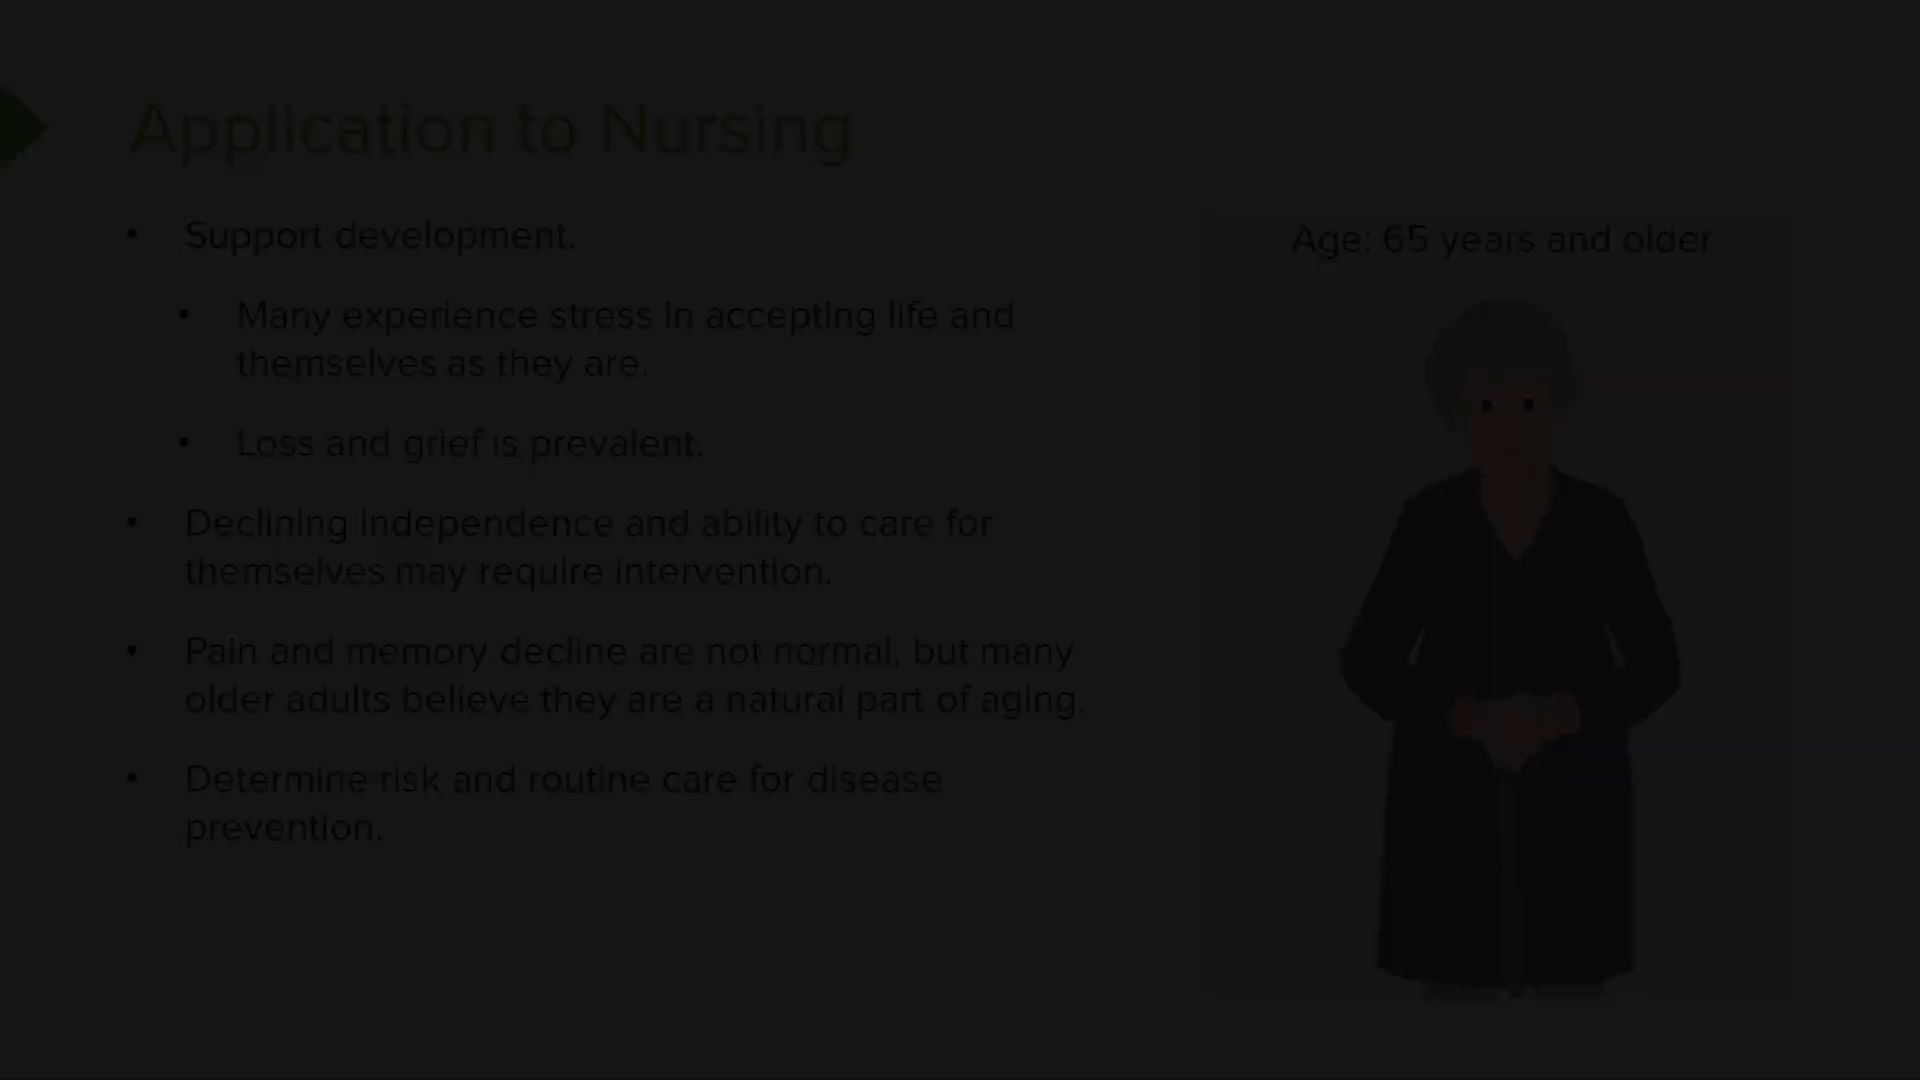 Application to Nursing
• Support development.
• Many experience stress in accepting life and
themselves as they are.
• Loss and grief is prevalent.
• Declining independence and ability to care for
themselves may require intervention.
• Pain and memory decline are not normal, but many
older adults believe they are a natural part of aging.
• Determine risk and routine care for disease
prevention.
Age: 65 years and older